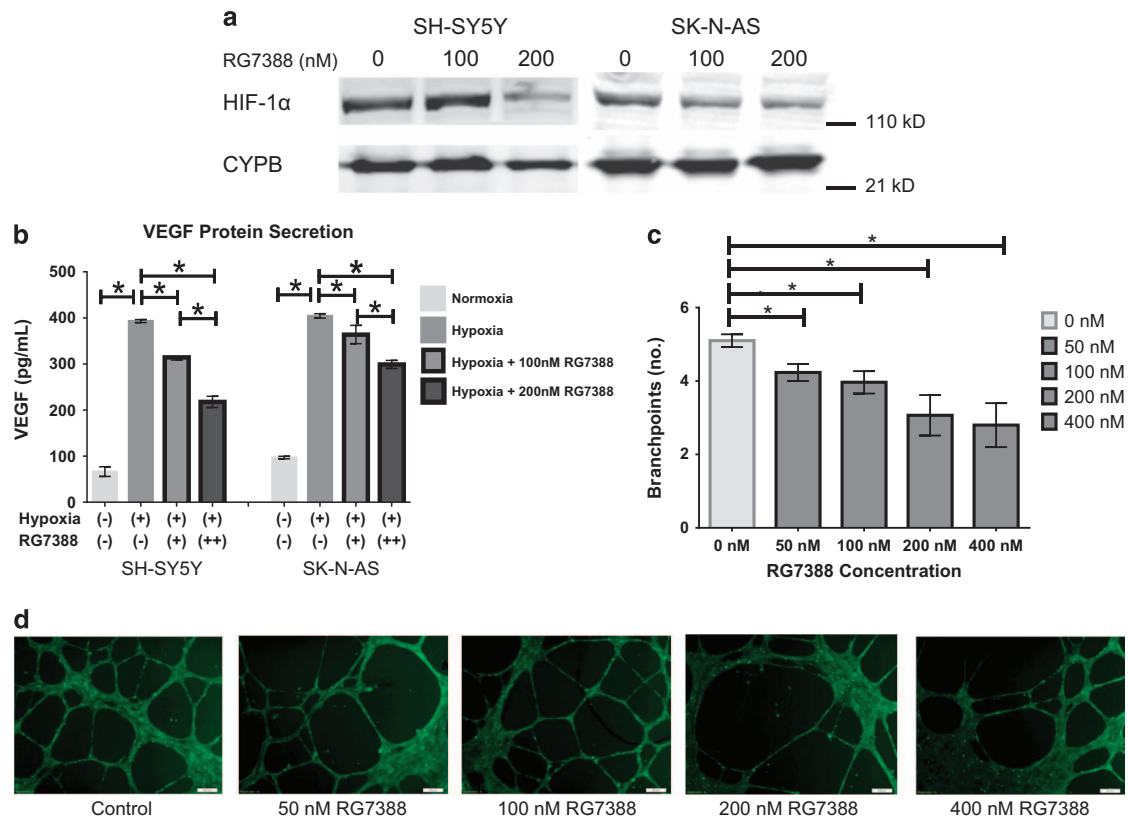 a
SH-SY5Y SK-N-AS
RG7388 (nM) 0 100 200 0 100 200
HIF-1α
110 kD
CYPB
21 kD
b
VEGF Protein Secretion
VEGF (pg/mL)
500
400
300
200
100
0
* * * * * * * *
Normoxia
Hypoxia
Hypoxia + 100nM RG7388
Hypoxia + 200nM RG7388
Hypoxia (-) (+) (+) (+) (-) (+) (+) (+)
RG7388 (-) (-) (+) (++) (-) (-) (+) (++)
SH-SY5Y SK-N-AS
c
*
*
*
*
Branchpoints (no.)
6
4
2
0
0 nM 50 nM 100 nM 200 nM 400 nM
RG7388 Concentration
0 nM
50 nM
100 nM
200 nM
400 nM
d
Control 50 nM RG7388 100 nM RG7388 200 nM RG7388 400 nM RG7388